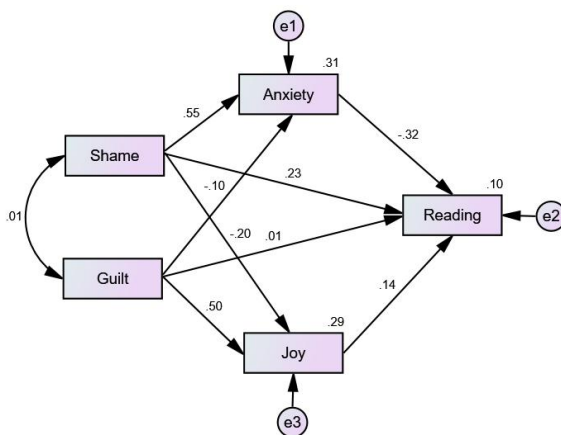 e1
.31
Anxiety
.55
-.32
Shame
-.10
.23
.10
Reading
e2
.01
-.20
.01
Guilt
.50
.14
.29
Joy
e3